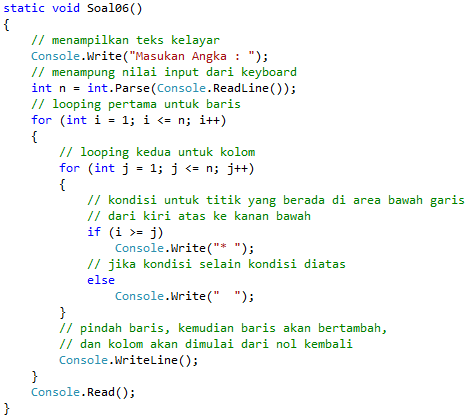 static void Soal06()
{
    // menampilkan teks kelayar
    Console.Write("Masukan Angka : ");
    // menampung nilai input dari keyboard
    int n = int.Parse(Console.ReadLine());
    // looping pertama untuk baris
    for (int i = 1; i <= n; i++)
    {
        // looping kedua untuk kolom
        for (int j = 1; j <= n; j++)
        {
            // kondisi untuk titik yang berada di area bawah garis
            // dari kiri atas ke kanan bawah
            if (i >= j)
                Console.Write("* ");
            // jika kondisi selain kondisi diatas
            else
                Console.Write("  ");
        }
        // pindah baris, kemudian baris akan bertambah,
        // dan kolom akan dimulai dari nol kembali
        Console.WriteLine();
    }
    Console.Read();
}